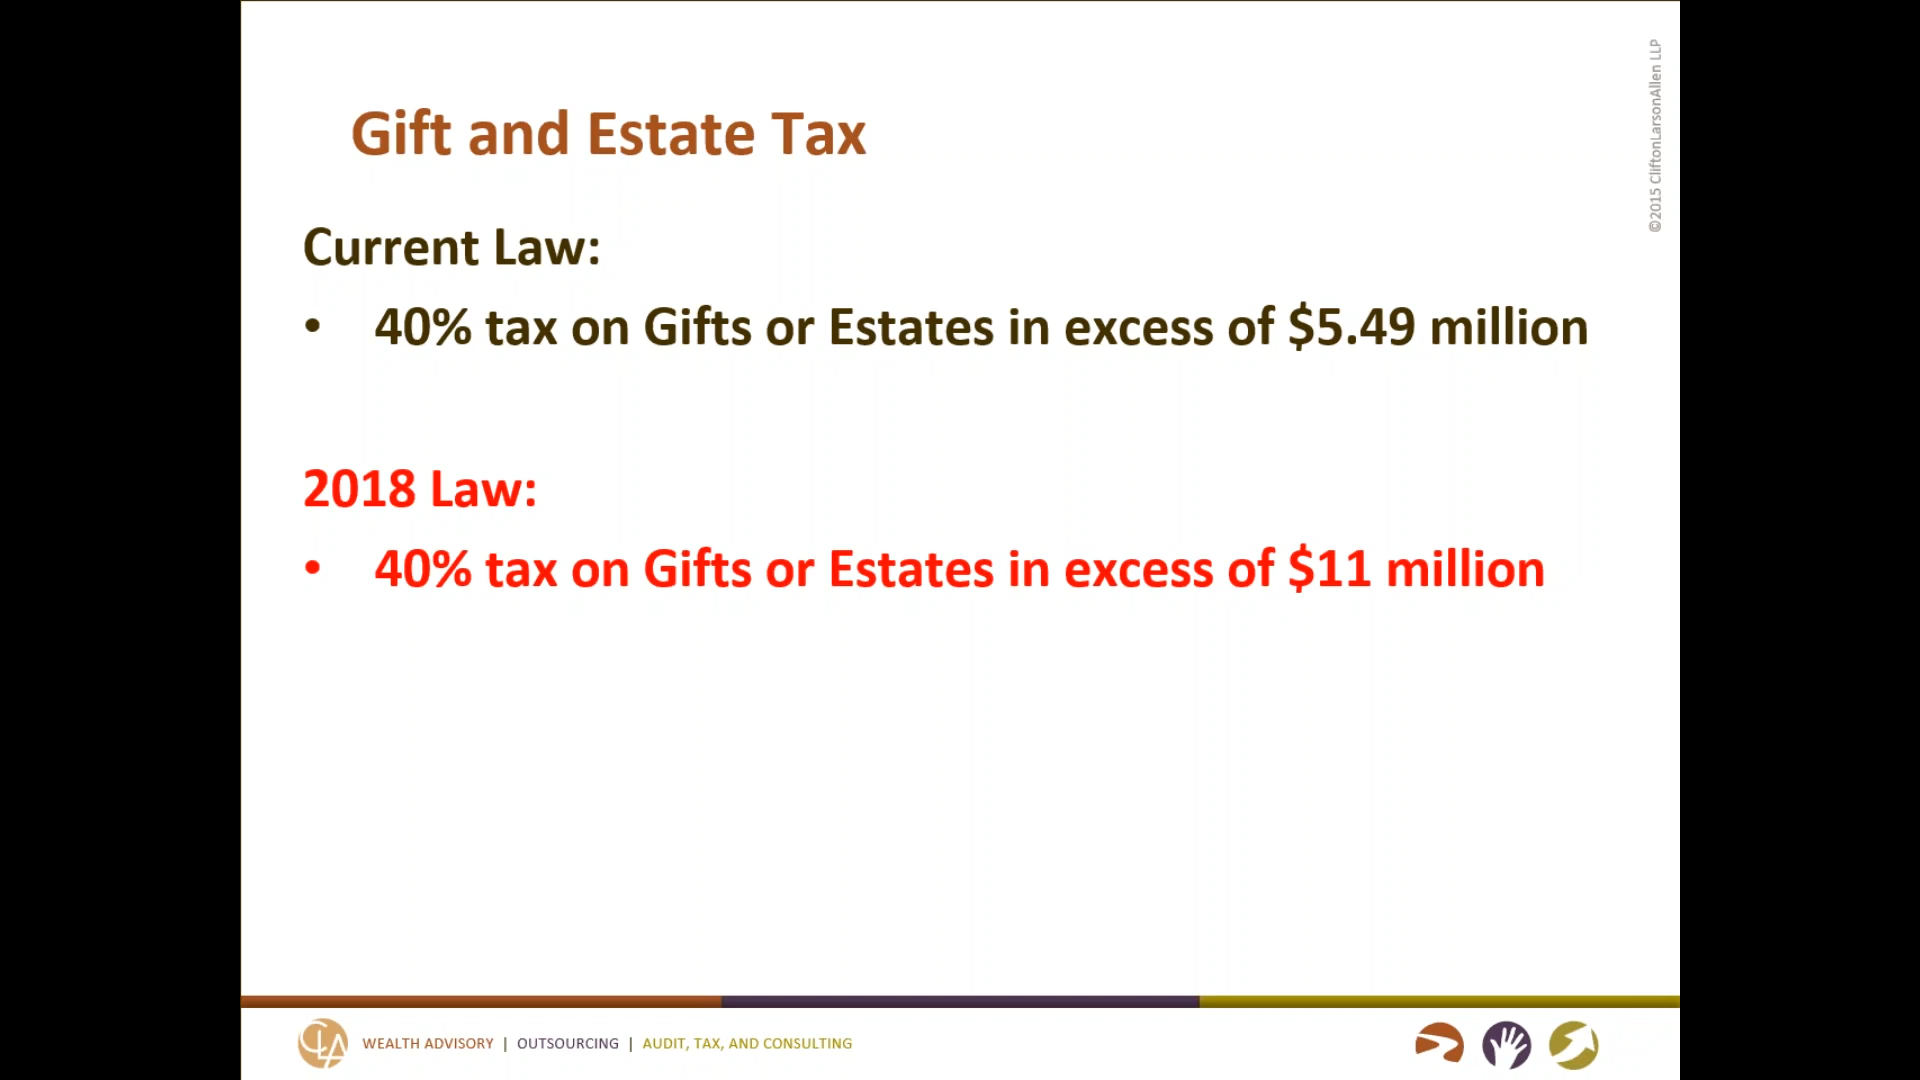 Gift and Estate Tax
©2015 CliftonLarsonAllen LLP
Current Law:
• 40% tax on Gifts or Estates in excess of $5.49 million
2018 Law:
• 40% tax on Gifts or Estates in excess of $11 million
CLA WEALTH ADVISORY | OUTSOURCING | AUDIT, TAX, AND CONSULTING